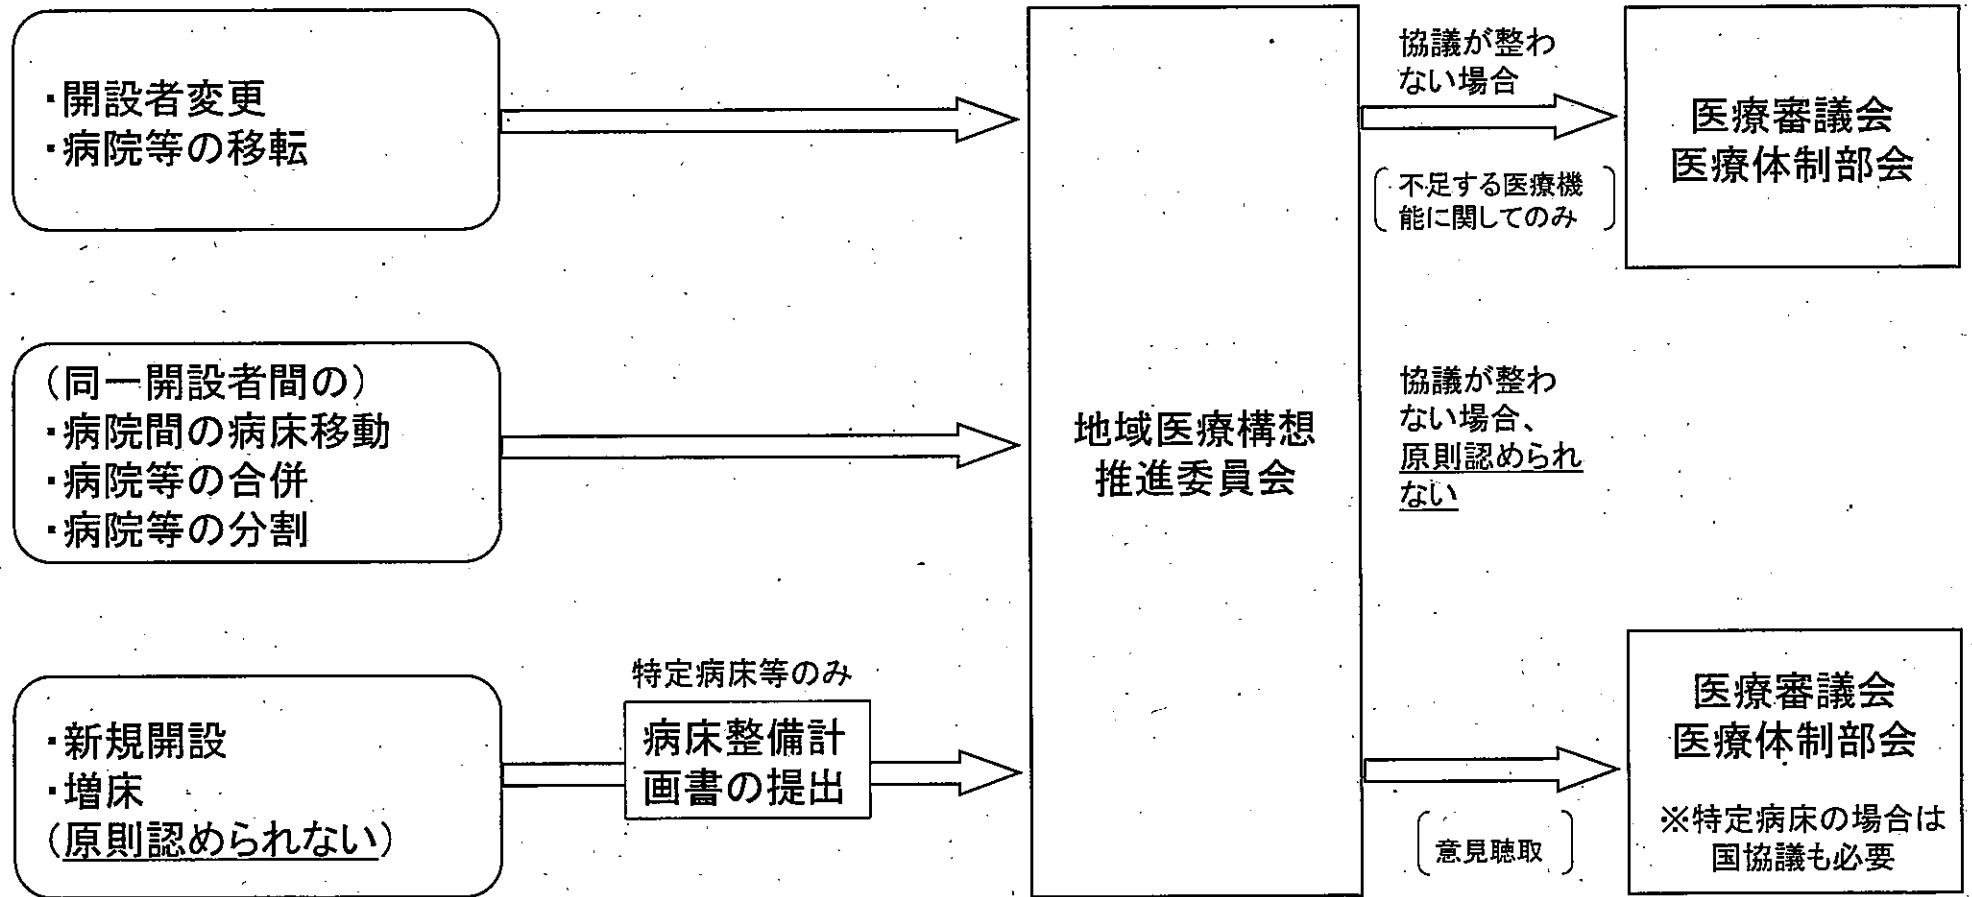 ・開設者変更
・病院等の移転
(同一開設者間の)
・病院間の病床移動
・病院等の合併
・病院等の分割
・新規開設
・増床
(原則認められない)
特定病床等のみ
病床整備計
画書の提出
地域医療構想
推進委員会
協議が整わ
ない場合
不足する医療機
能に関してのみ
医療審議会
医療体制部会
協議が整わ
ない場合、
原則認められ
ない
意見聴取
医療審議会
医療体制部会
※特定病床の場合は
国協議も必要